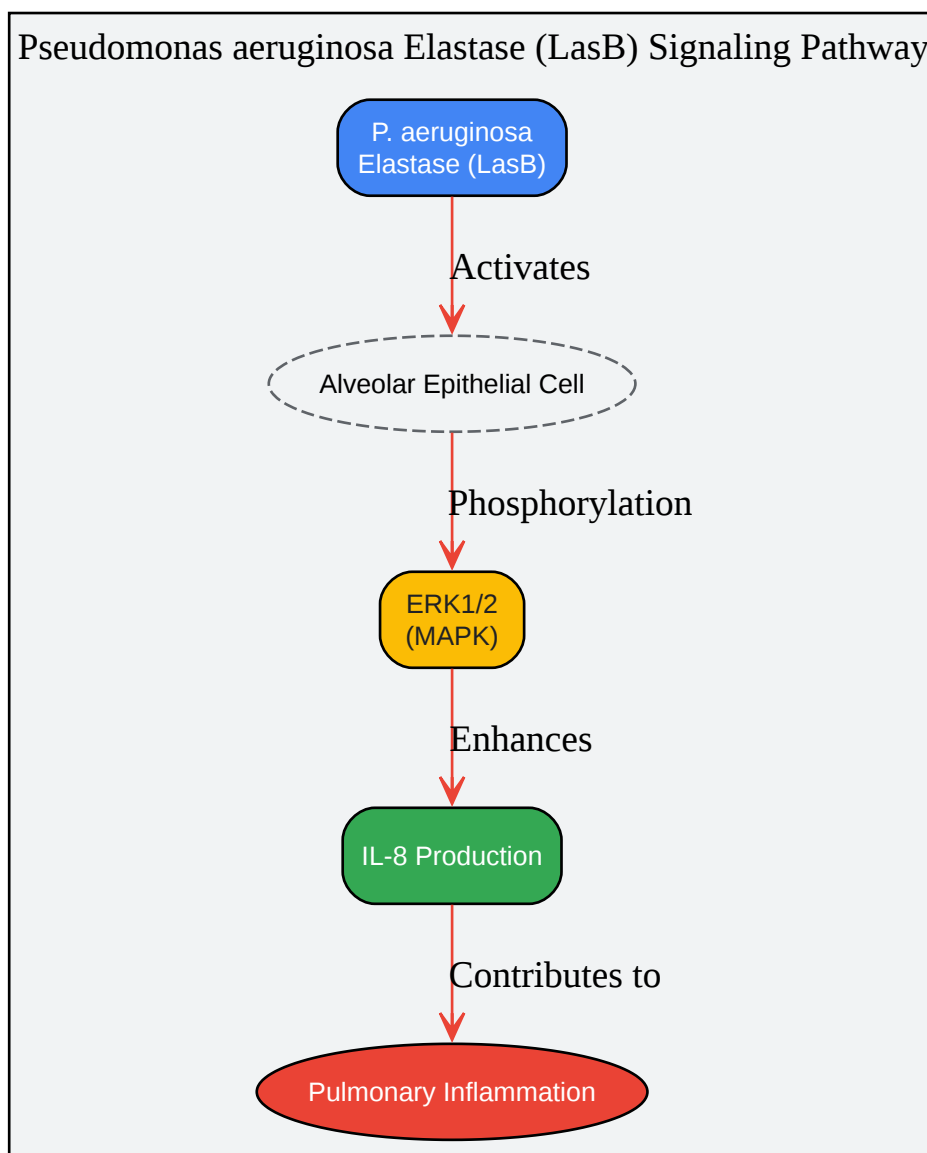 Pseudomonas aeruginosa Elastase (LasB) Signaling Pathway
P. aeruginosa
Elastase (LasB)
Activates
Alveolar Epithelial Cell
Phosphorylation
ERK1/2
(MAPK)
Enhances
IL-8 Production
Contributes to
Pulmonary Inflammation